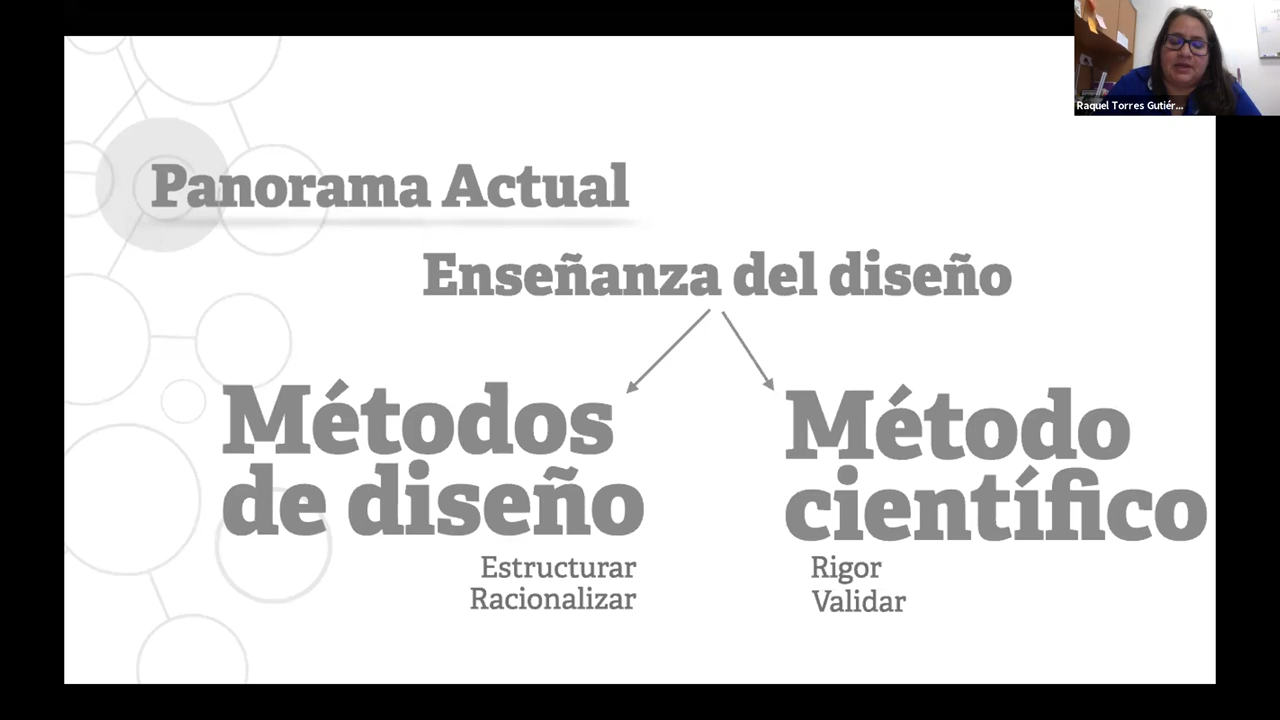 Raquel Torres Gutiér...
Panorama Actual
Enseñanza del diseño
Métodos
de diseño
Estructurar
Racionalizar
Método
científico
Rigor
Validar